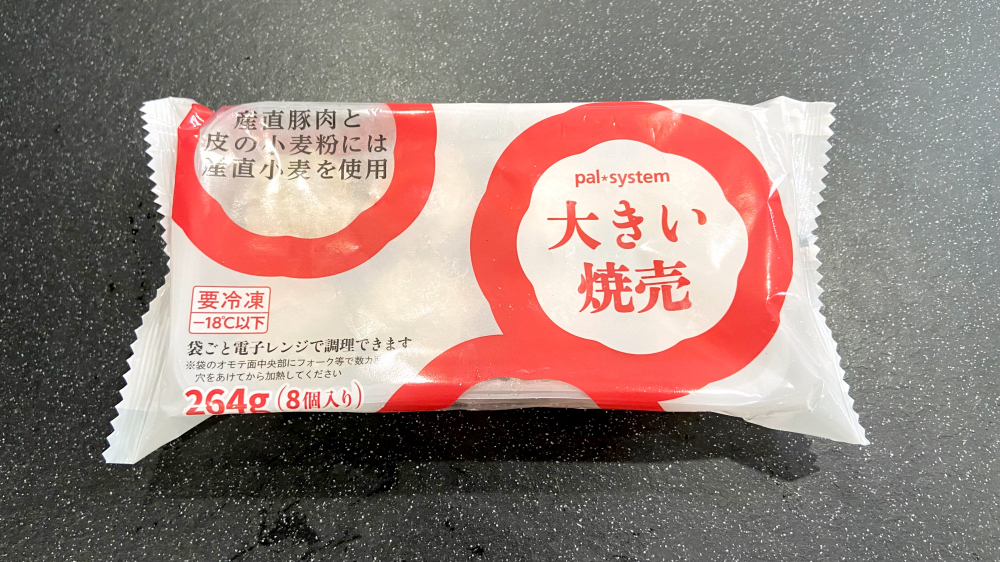 産直豚肉と
皮の小麦粉には
産直小麦を使用
pal★system
大きい
焼売
要冷凍
−18℃以下
袋ごと電子レンジで調理できます
※袋のオモテ面中央部にフォーク等で数カ所
穴をあけてから加熱してください
264g(8個入り)